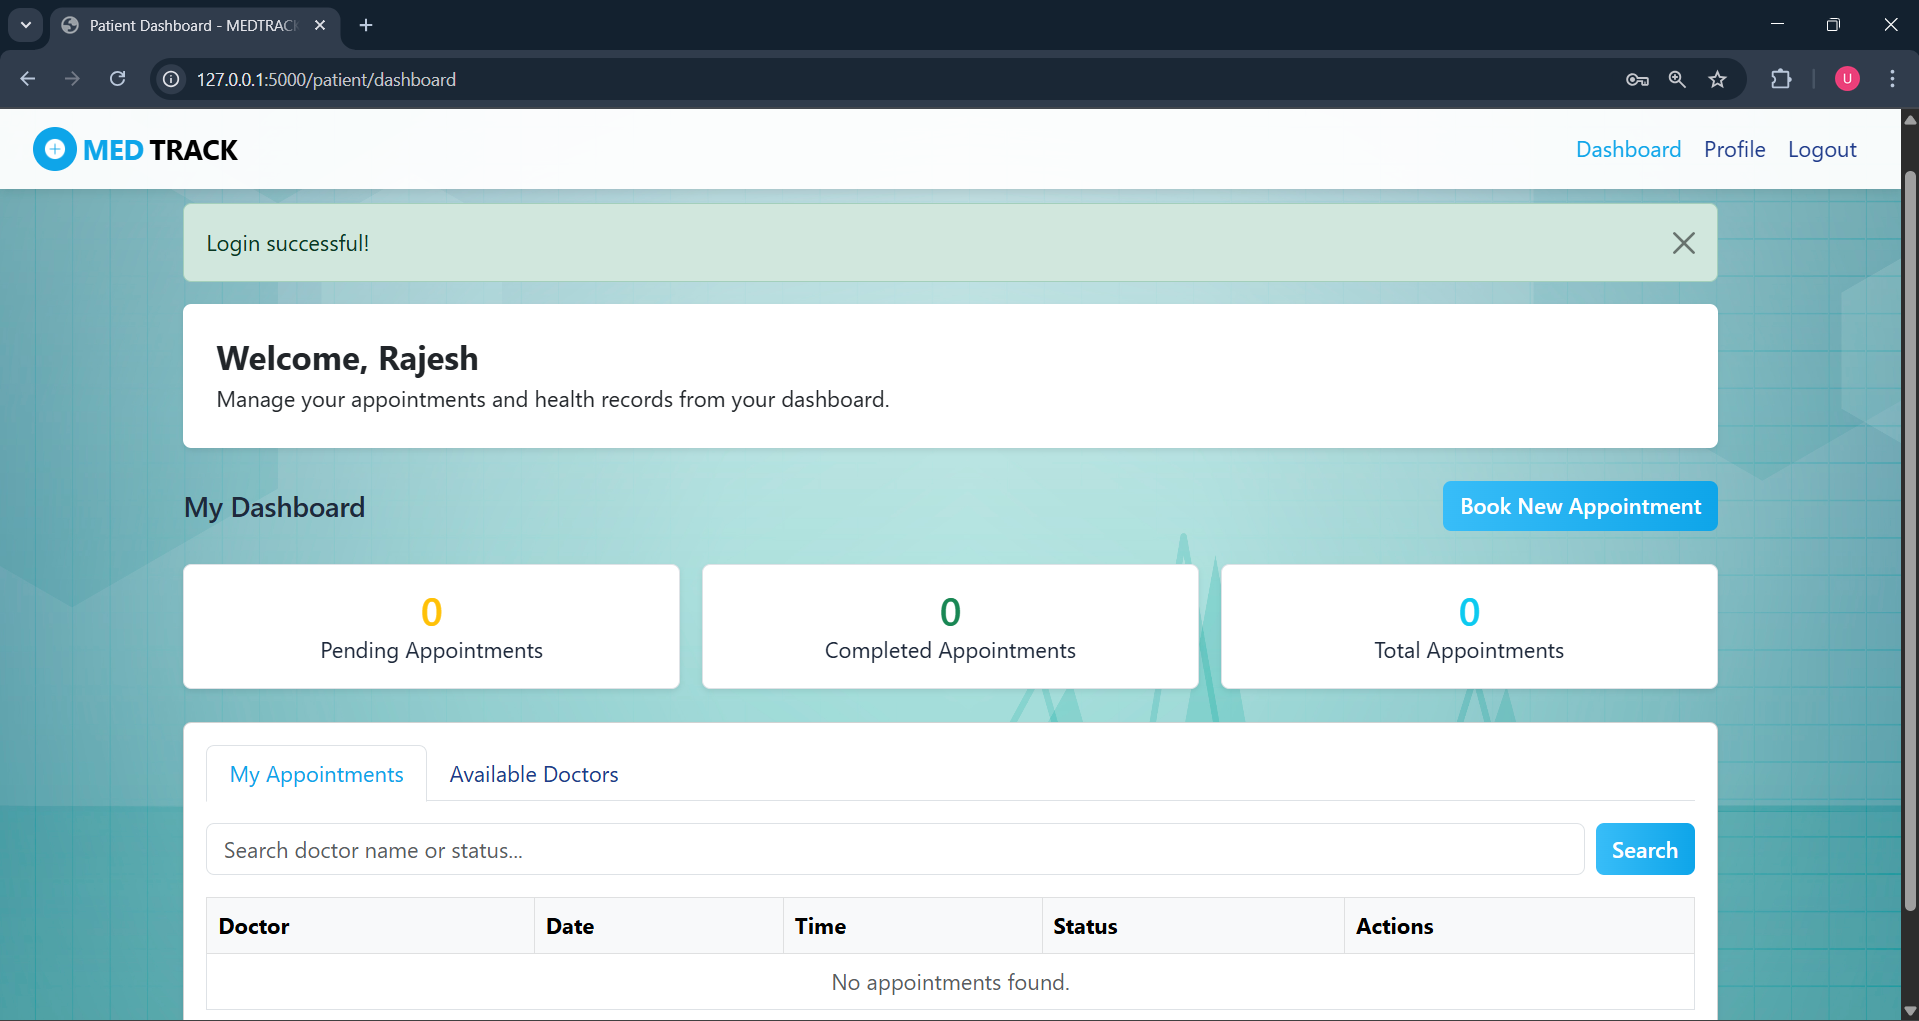 Patient Dashboard - MEDTRACK
127.0.0.1:5000/patient/dashboard
U
MED TRACK
Dashboard Profile Logout
Login successful!
Welcome, Rajesh
Manage your appointments and health records from your dashboard.
My Dashboard
Book New Appointment
0
Pending Appointments
0
Completed Appointments
0
Total Appointments
My Appointments Available Doctors
Search doctor name or status...
Search
Doctor Date Time Status Actions
No appointments found.